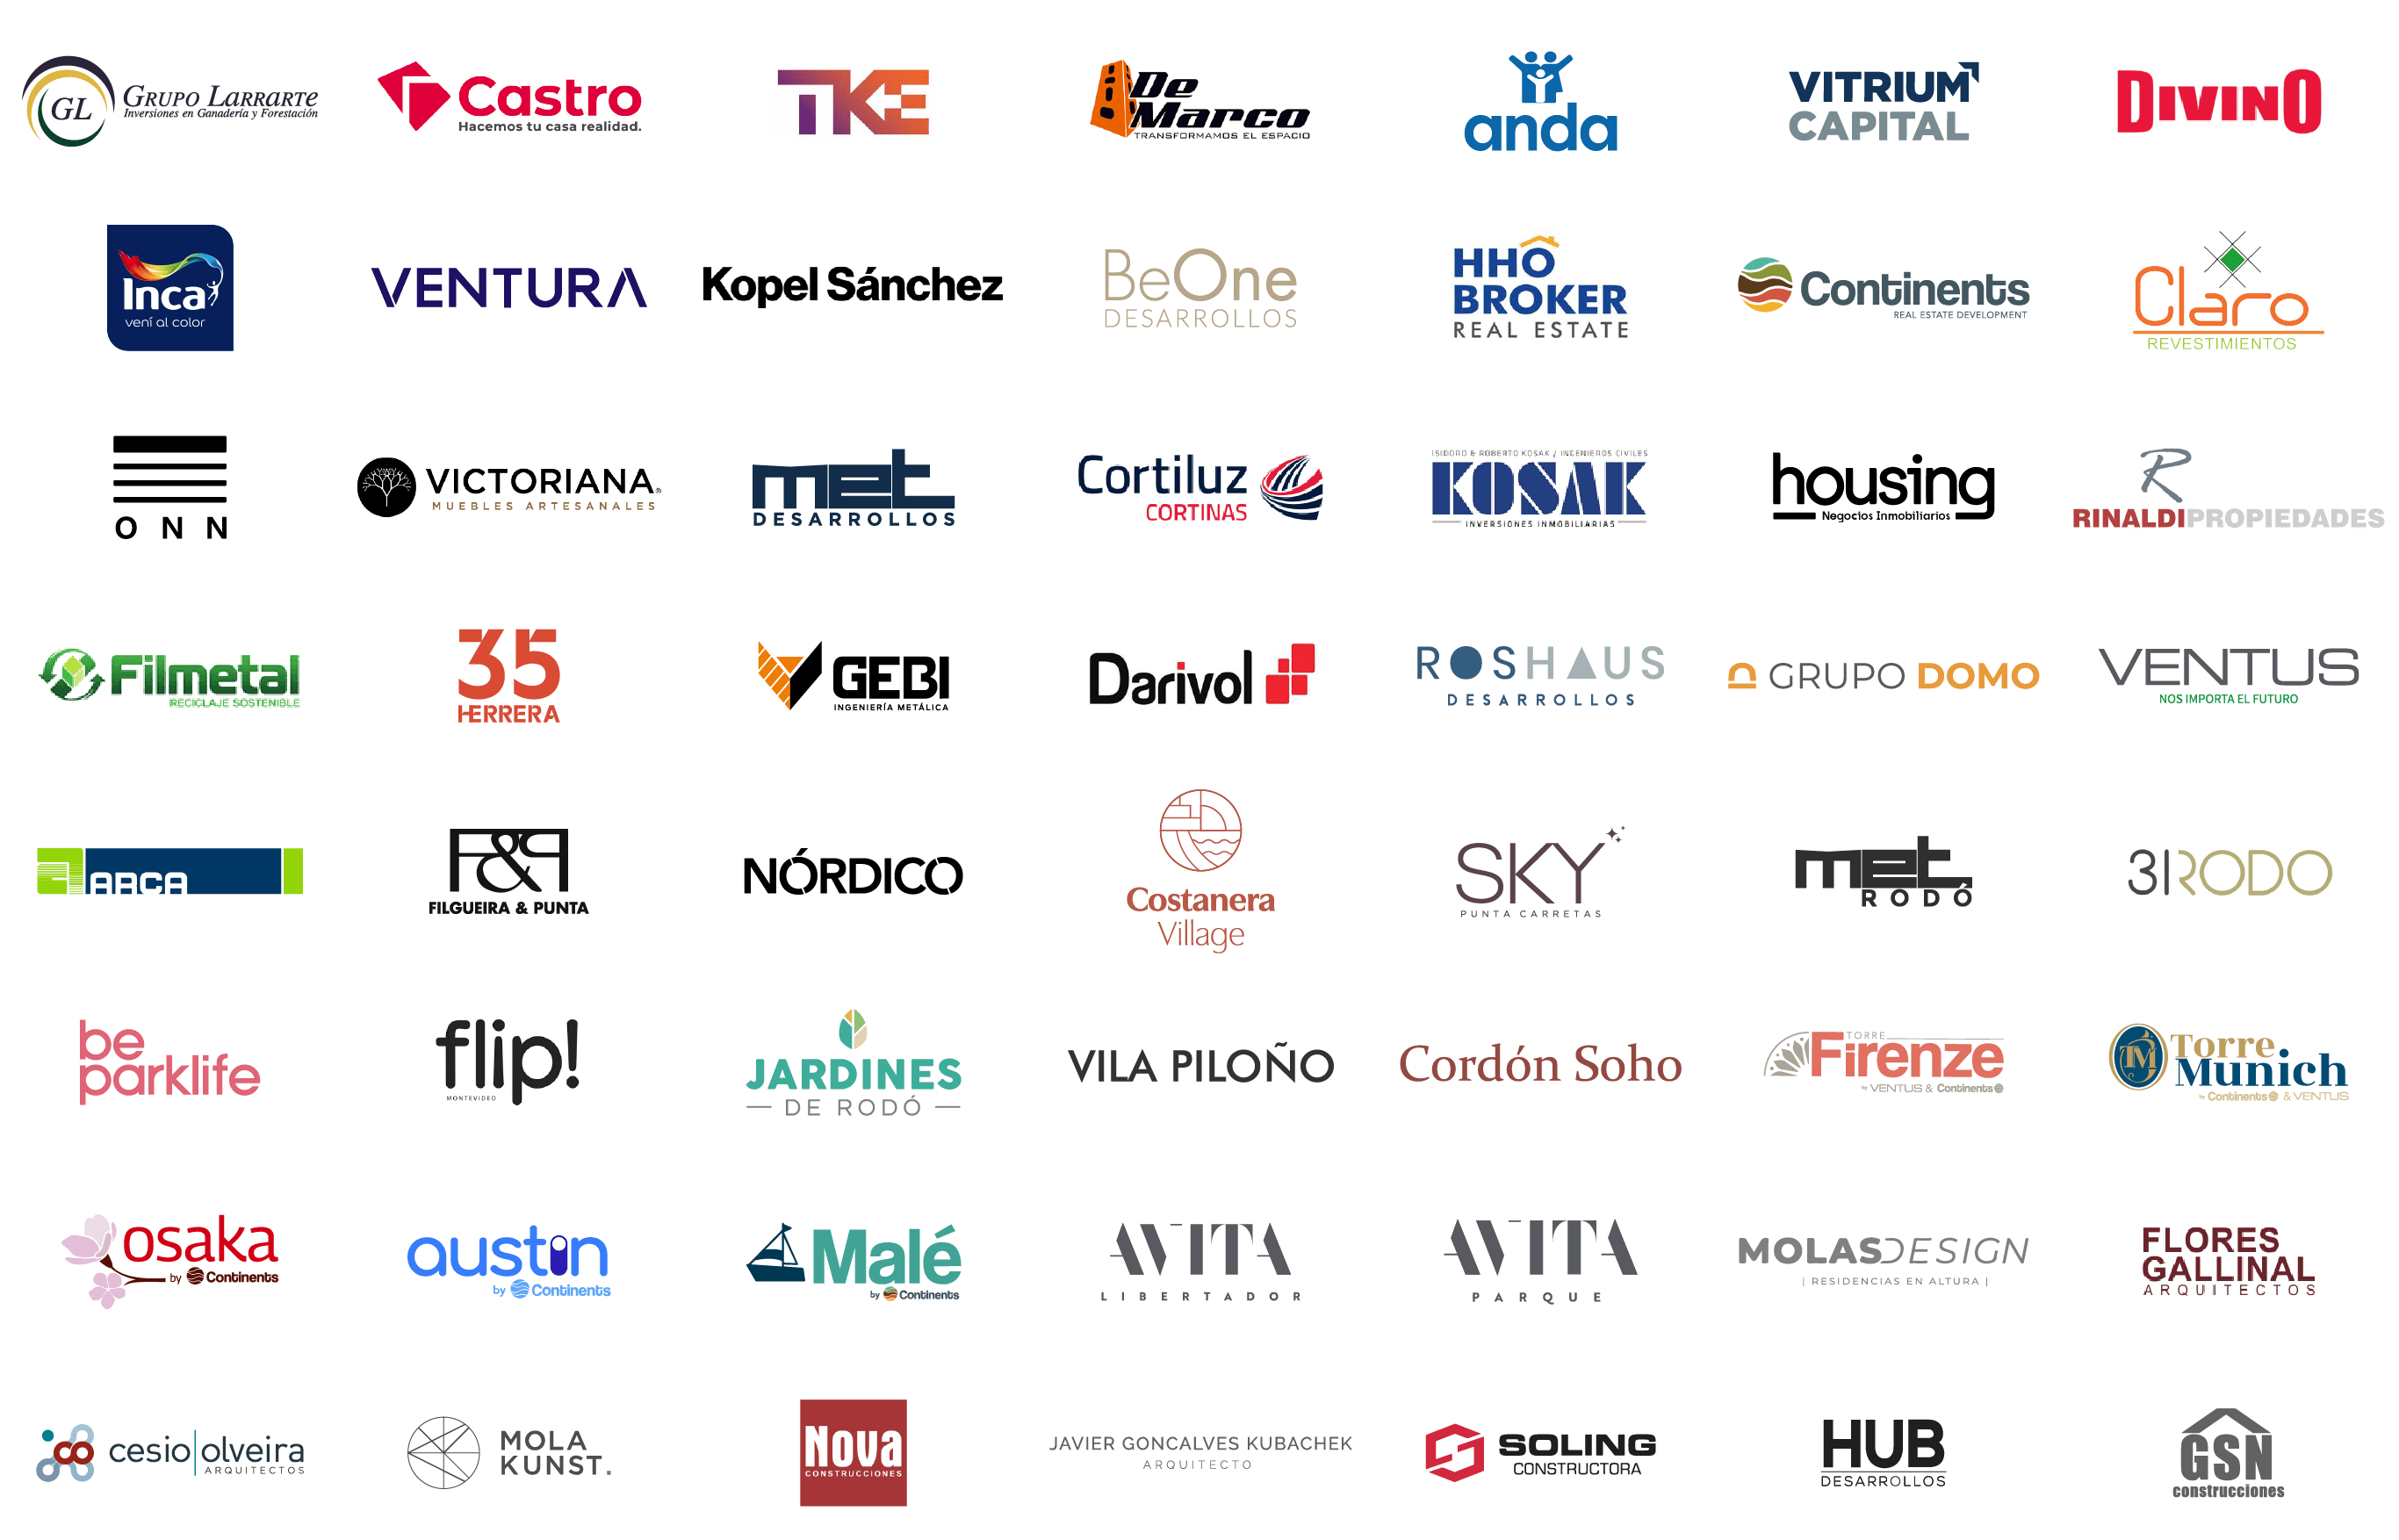 GL GRUPO LARRARTE
Inversiones en Ganadería y Forestación
Castro
Hacemos tu casa realidad.
TKE
De
Marco
TRANSFORMAMOS EL ESPACIO
anda
VITRIUM
CAPITAL
DIVINO
Inca
vení al color
VENTURA
Kopel Sánchez
BeOne
DESARROLLOS
HHO
BROKER
REAL ESTATE
Continents
REAL ESTATE DEVELOPMENT
Claro
REVESTIMIENTOS
ONN
VICTORIANA®
MUEBLES ARTESANALES
met
DESARROLLOS
Cortiluz
CORTINAS
ISIDORO & ROBERTO KOSAK / INGENIEROS CIVILES
KOSAK
INVERSIONES INMOBILIARIAS
housing
Negocios Inmobiliarios
R
RINALDIPROPIEDADES
Filmetal
RECICLAJE SOSTENIBLE
35
HERRERA
GEBI
INGENIERÍA METÁLICA
Darivol
ROSHAUS
DESARROLLOS
GRUPO DOMO
VENTUS
NOS IMPORTA EL FUTURO
ARCA
F&P
FILGUEIRA & PUNTA
NÓRDICO
Costanera
Village
SKY
PUNTA CARRETAS
met
RODÓ
31RODO
be
parklife
flip!
MONTEVIDEO
JARDINES
DE RODÓ
VILA PILOÑO
Cordón Soho
TORRE
Firenze
by VENTUS & Continents
TM Torre
Munich
by Continents & VENTUS
osaka
by Continents
austin
by Continents
Malé
by Continents
AVITA
LIBERTADOR
AVITA
PARQUE
MOLASDESIGN
| RESIDENCIAS EN ALTURA |
FLORES
GALLINAL
ARQUITECTOS
cesio|olveira
ARQUITECTOS
MOLA
KUNST.
Nova
CONSTRUCCIONES
JAVIER GONCALVES KUBACHEK
ARQUITECTO
SOLING
CONSTRUCTORA
HUB
DESARROLLOS
GSN
construcciones